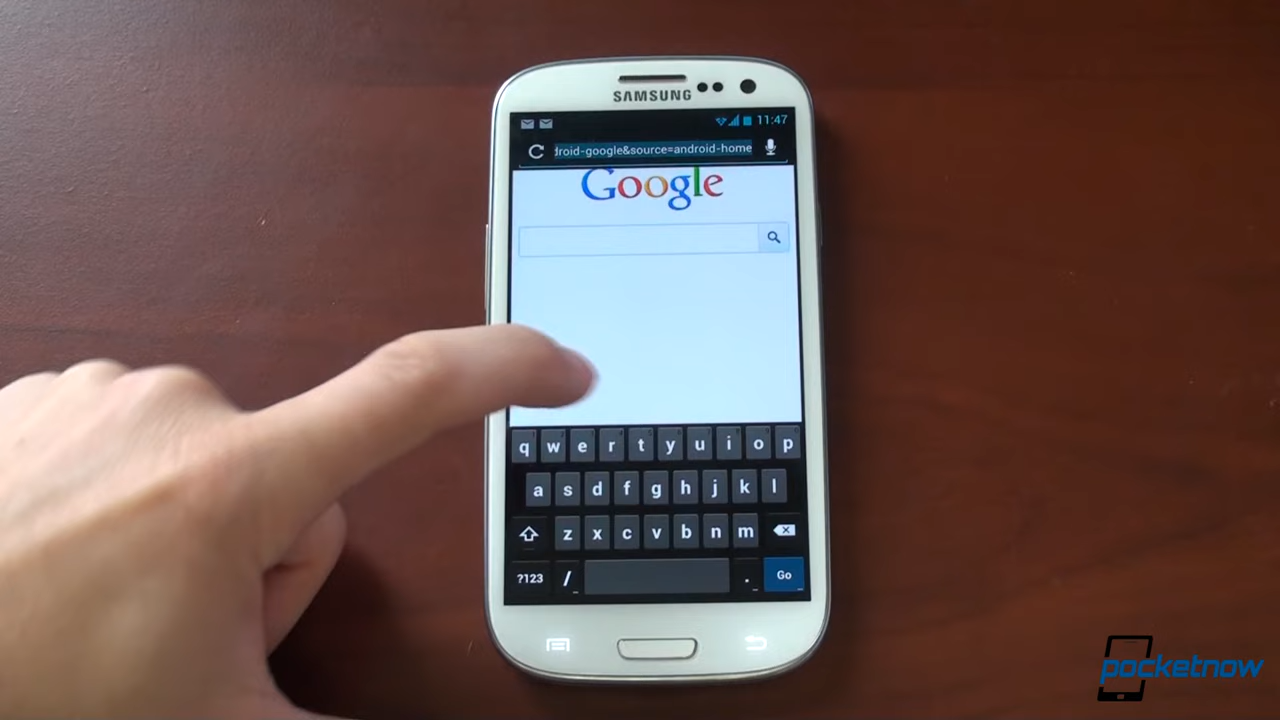 SAMSUNG
11:47
droid-google&source=android-home
Google
q w e r t y u i o p
a s d f g h j k l
z x c v b n m
?123 / . Go
pocketnow